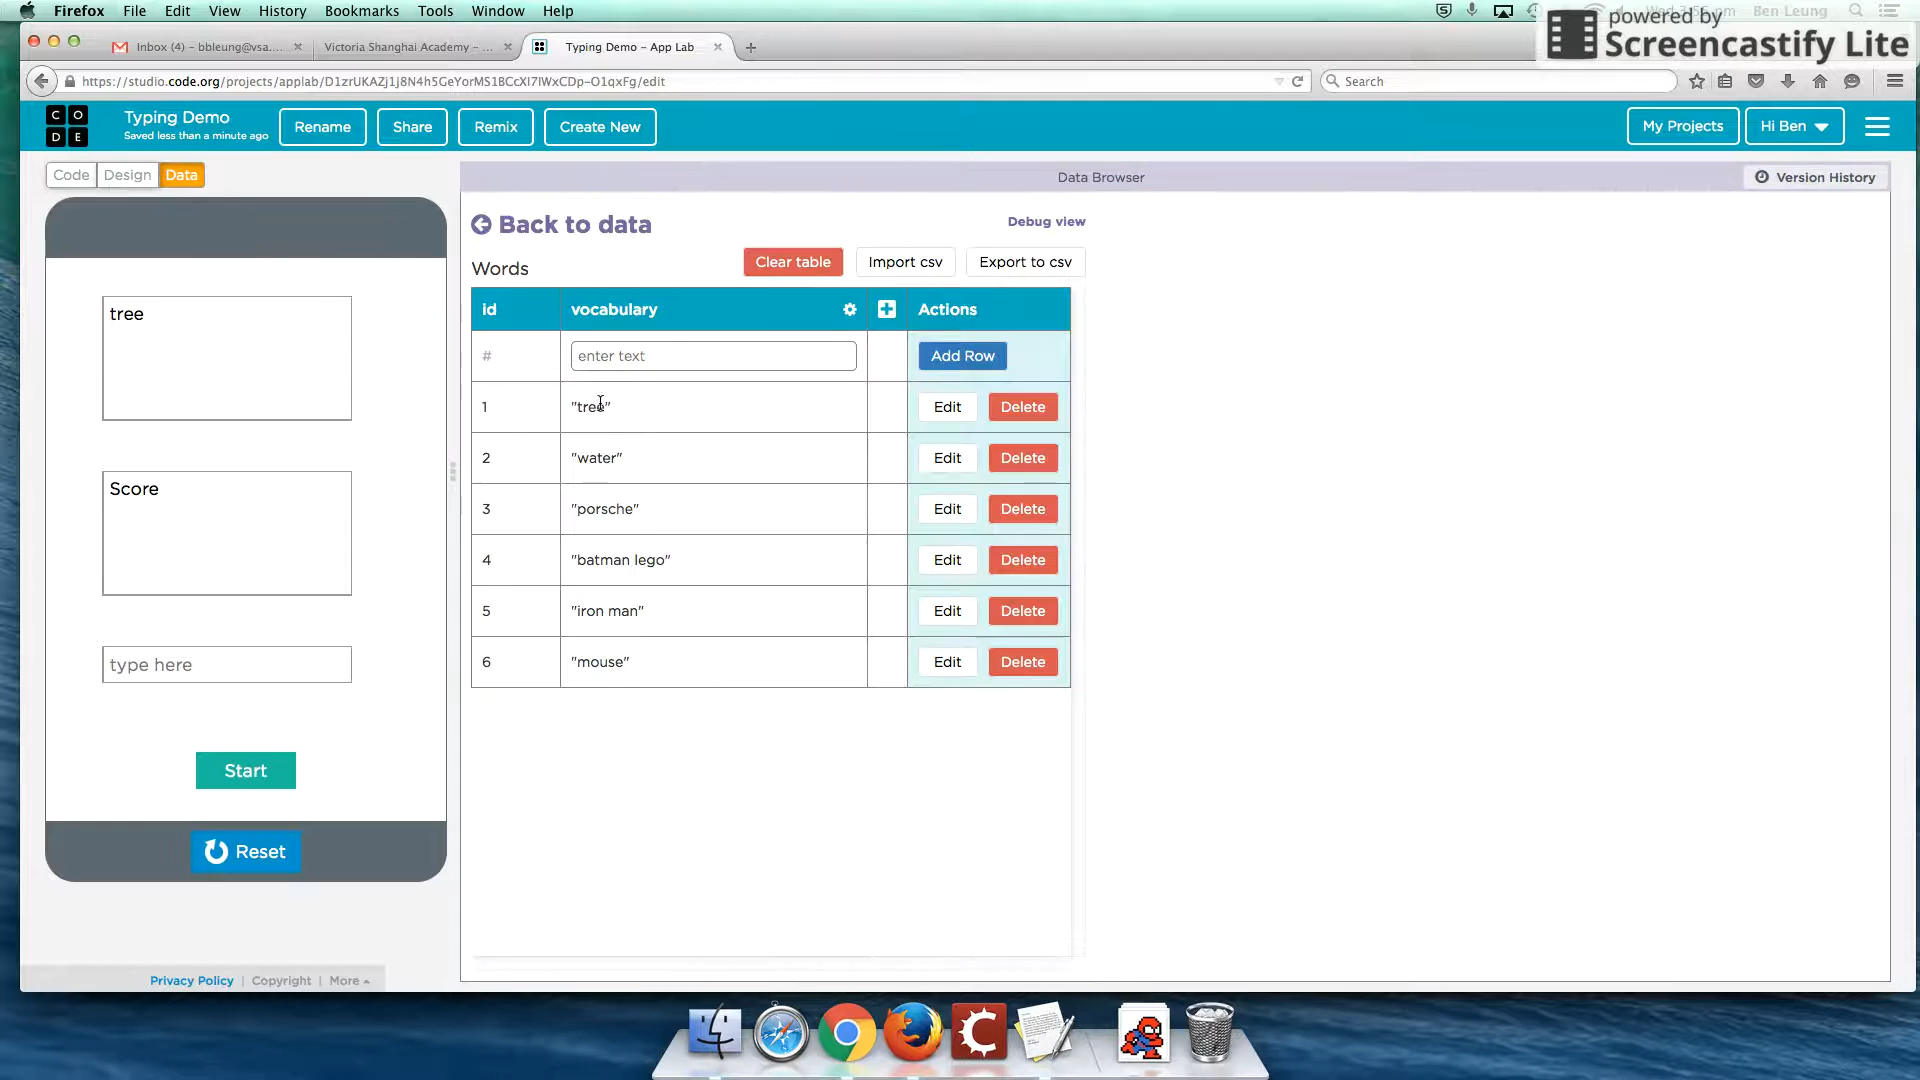 Firefox File Edit View History Bookmarks Tools Window Help Ben Leung
powered by
Screencastify Lite
Inbox (4) – bbleung@vsa.... Victoria Shanghai Academy – ... Typing Demo – App Lab
https://studio.code.org/projects/applab/D1zrUKAZj1j8N4h5GeYorMS1BCcXI7IWxCDp-O1qxFg/edit Search
C O D E
Typing Demo
Saved less than a minute ago
Rename Share Remix Create New My Projects Hi Ben
Code Design Data
Data Browser Version History
Back to data Debug view
Words Clear table Import csv Export to csv
id vocabulary Actions
# enter text Add Row
1 "tree" Edit Delete
2 "water" Edit Delete
3 "porsche" Edit Delete
4 "batman lego" Edit Delete
5 "iron man" Edit Delete
6 "mouse" Edit Delete
tree
Score
type here
Start
Reset
Privacy Policy | Copyright | More